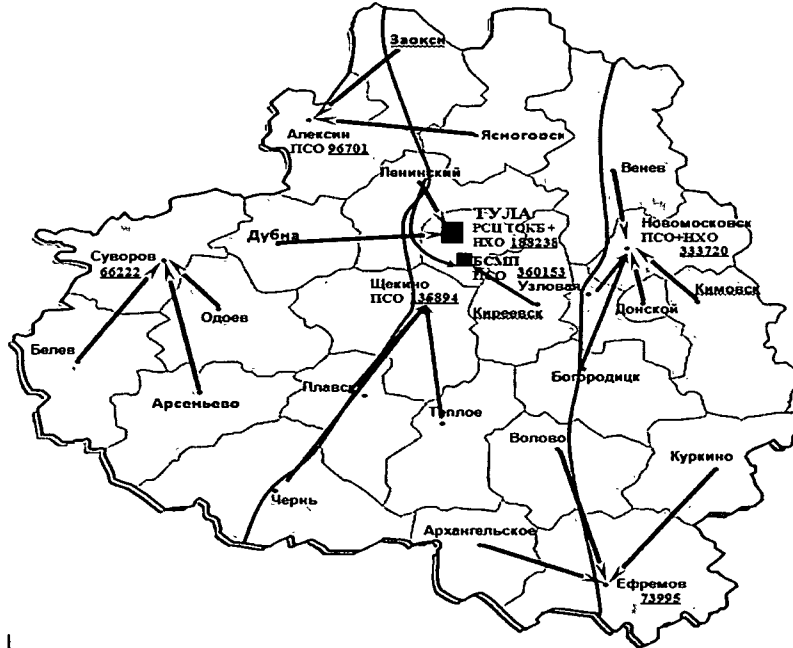 Заокск
Алексин
ПСО 96701
Ясногорск
Ленинский
Венев
ТУЛА
РСЦ ТОКБ+
НХО 188238
Дубна
Новомосковск
ПСО+НХО
333720
Суворов
66222
БСМП
ПСО 360153
Щекино
ПСО 136894
Узловая
Киреевск
Донской
Кимовск
Одоев
Белев
Богородицк
Арсеньево
Плавск
Теплое
Волово
Куркино
Чернь
Архангельское
Ефремов
73995